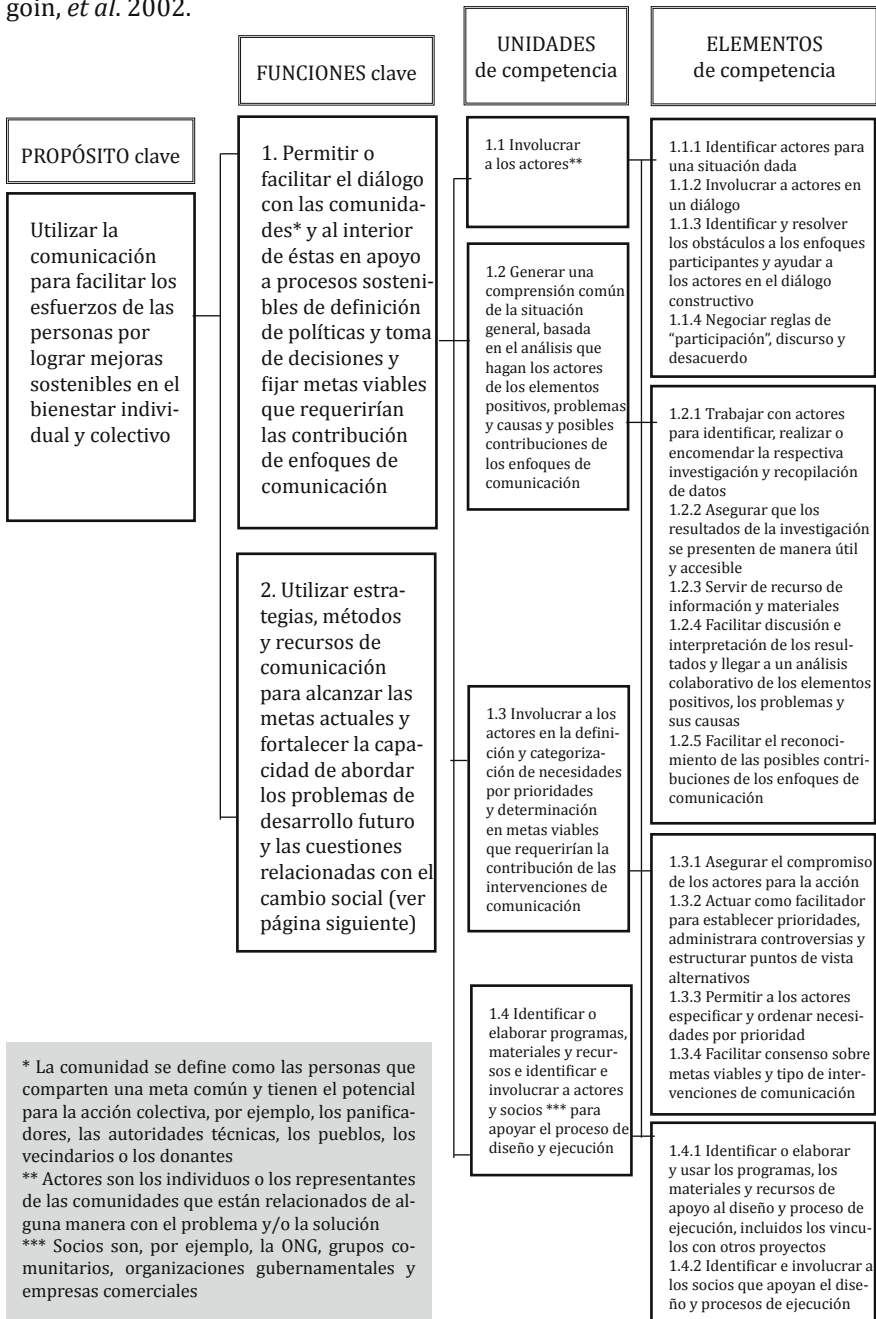 goin, et al. 2002.
PROPÓSITO clave
Utilizar la
comunicación
para facilitar los
esfuerzos de las
personas por
lograr mejoras
sostenibles en el
bienestar indivi-
dual y colectivo
FUNCIONES clave
1. Permitir o
facilitar el diálogo
con las comunida-
des* y al interior
de éstas en apoyo
a procesos sosteni-
bles de definición
de políticas y toma
de decisiones y
fijar metas viables
que requerirían
las contribución
de enfoques de
comunicación
2. Utilizar estra-
tegias, métodos
y recursos de
comunicación
para alcanzar las
metas actuales y
fortalecer la capa-
cidad de abordar
los problemas de
desarrollo futuro
y las cuestiones
relacionadas con el
cambio social (ver
página siguiente)
UNIDADES
de competencia
1.1 Involucrar
a los actores**
1.2 Generar una
comprensión común
de la situación
general, basada
en el análisis que
hagan los actores
de los elementos
positivos, problemas
y causas y posibles
contribuciones de
los enfoques de
comunicación
1.3 Involucrar a los
actores en la defini-
ción y categoriza-
ción de necesidades
por prioridades
y determinación
en metas viables
que requerirían la
contribución de las
intervenciones de
comunicación
1.4 Identificar o
elaborar programas,
materiales y recur-
sos e identificar e
involucrar a actores
y socios *** para
apoyar el proceso de
diseño y ejecución
ELEMENTOS
de competencia
1.1.1 Identificar actores para
una situación dada
1.1.2 Involucrar a actores en
un diálogo
1.1.3 Identificar y resolver
los obstáculos a los enfoques
participantes y ayudar a
los actores en el diálogo
constructivo
1.1.4 Negociar reglas de
“participación”, discurso y
desacuerdo
1.2.1 Trabajar con actores
para identificar, realizar o
encomendar la respectiva
investigación y recopilación
de datos
1.2.2 Asegurar que los
resultados de la investigación
se presenten de manera útil
y accesible
1.2.3 Servir de recurso de
información y materiales
1.2.4 Facilitar discusión e
interpretación de los resul-
tados y llegar a un análisis
colaborativo de los elementos
positivos, los problemas y
sus causas
1.2.5 Facilitar el reconoci-
miento de las posibles contri-
buciones de los enfoques de
comunicación
1.3.1 Asegurar el compromiso
de los actores para la acción
1.3.2 Actuar como facilitador
para establecer prioridades,
administrara controversias y
estructurar puntos de vista
alternativos
1.3.3 Permitir a los actores
especificar y ordenar necesi-
dades por prioridad
1.3.4 Facilitar consenso sobre
metas viables y tipo de inter-
venciones de comunicación
1.4.1 Identificar o elaborar
y usar los programas, los
materiales y recursos de
apoyo al diseño y proceso de
ejecución, incluidos los vincu-
los con otros proyectos
1.4.2 Identificar e involucrar a
los socios que apoyan el dise-
ño y procesos de ejecución
* La comunidad se define como las personas que
comparten una meta común y tienen el potencial
para la acción colectiva, por ejemplo, los panifica-
dores, las autoridades técnicas, los pueblos, los
vecindarios o los donantes
** Actores son los individuos o los representantes
de las comunidades que están relacionados de al-
guna manera con el problema y/o la solución
*** Socios son, por ejemplo, la ONG, grupos co-
munitarios, organizaciones gubernamentales y
empresas comerciales